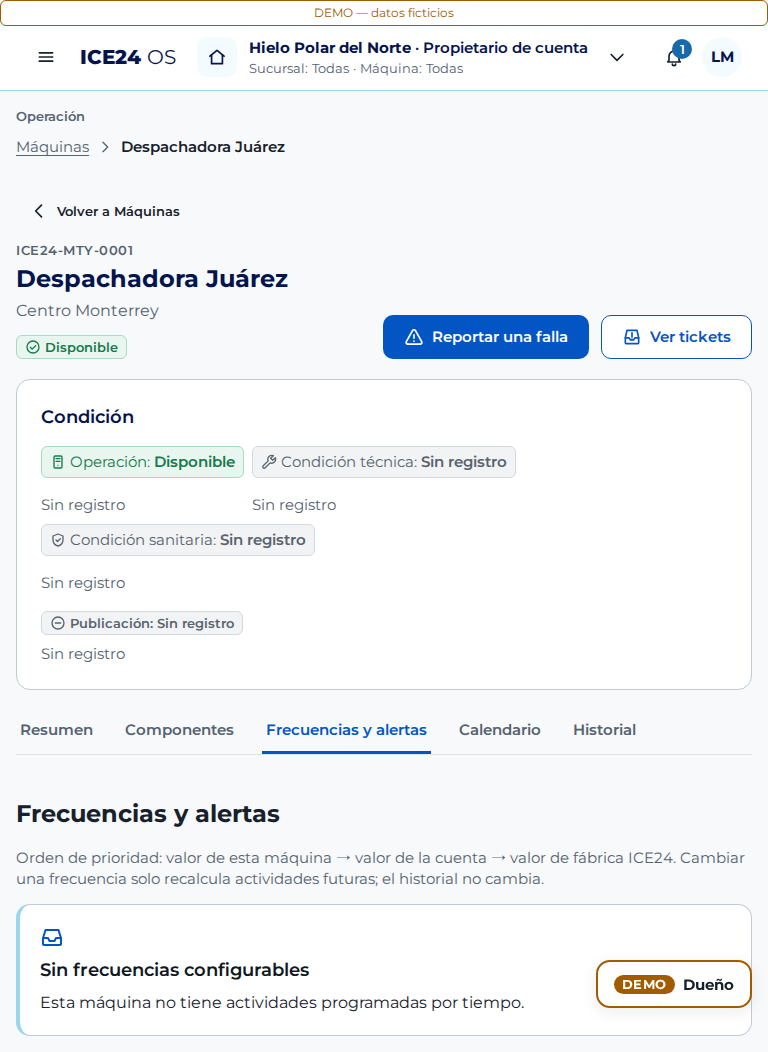 DEMO — datos ficticios
ICE24 OS
Hielo Polar del Norte · Propietario de cuenta
Sucursal: Todas · Máquina: Todas
1
LM
Operación
Máquinas > Despachadora Juárez
Volver a Máquinas
ICE24-MTY-0001
Despachadora Juárez
Centro Monterrey
Disponible
Reportar una falla
Ver tickets
Condición
Operación: Disponible
Condición técnica: Sin registro
Sin registro
Sin registro
Condición sanitaria: Sin registro
Sin registro
Publicación: Sin registro
Sin registro
Resumen
Componentes
Frecuencias y alertas
Calendario
Historial
Frecuencias y alertas
Orden de prioridad: valor de esta máquina → valor de la cuenta → valor de fábrica ICE24. Cambiar
una frecuencia solo recalcula actividades futuras; el historial no cambia.
Sin frecuencias configurables
Esta máquina no tiene actividades programadas por tiempo.
DEMO Dueño